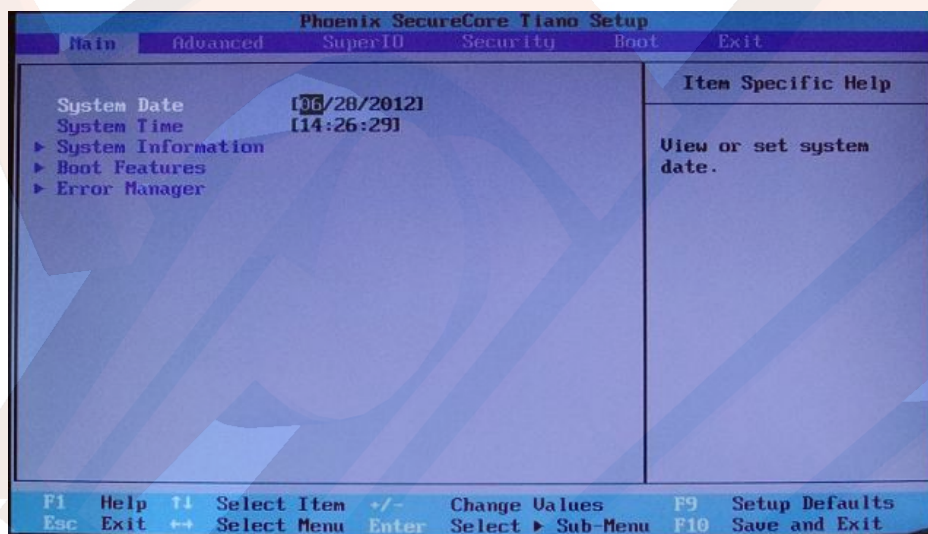 Phoenix SecureCore Tiano Setup
Main Advanced SuperIO Security Boot Exit
Item Specific Help
System Date [06/28/2012]
System Time [14:26:29]
▶ System Information
▶ Boot Features
▶ Error Manager
View or set system
date.
F1 Help ↑↓ Select Item +/- Change Values F9 Setup Defaults
Esc Exit ↔ Select Menu Enter Select ▶ Sub-Menu F10 Save and Exit